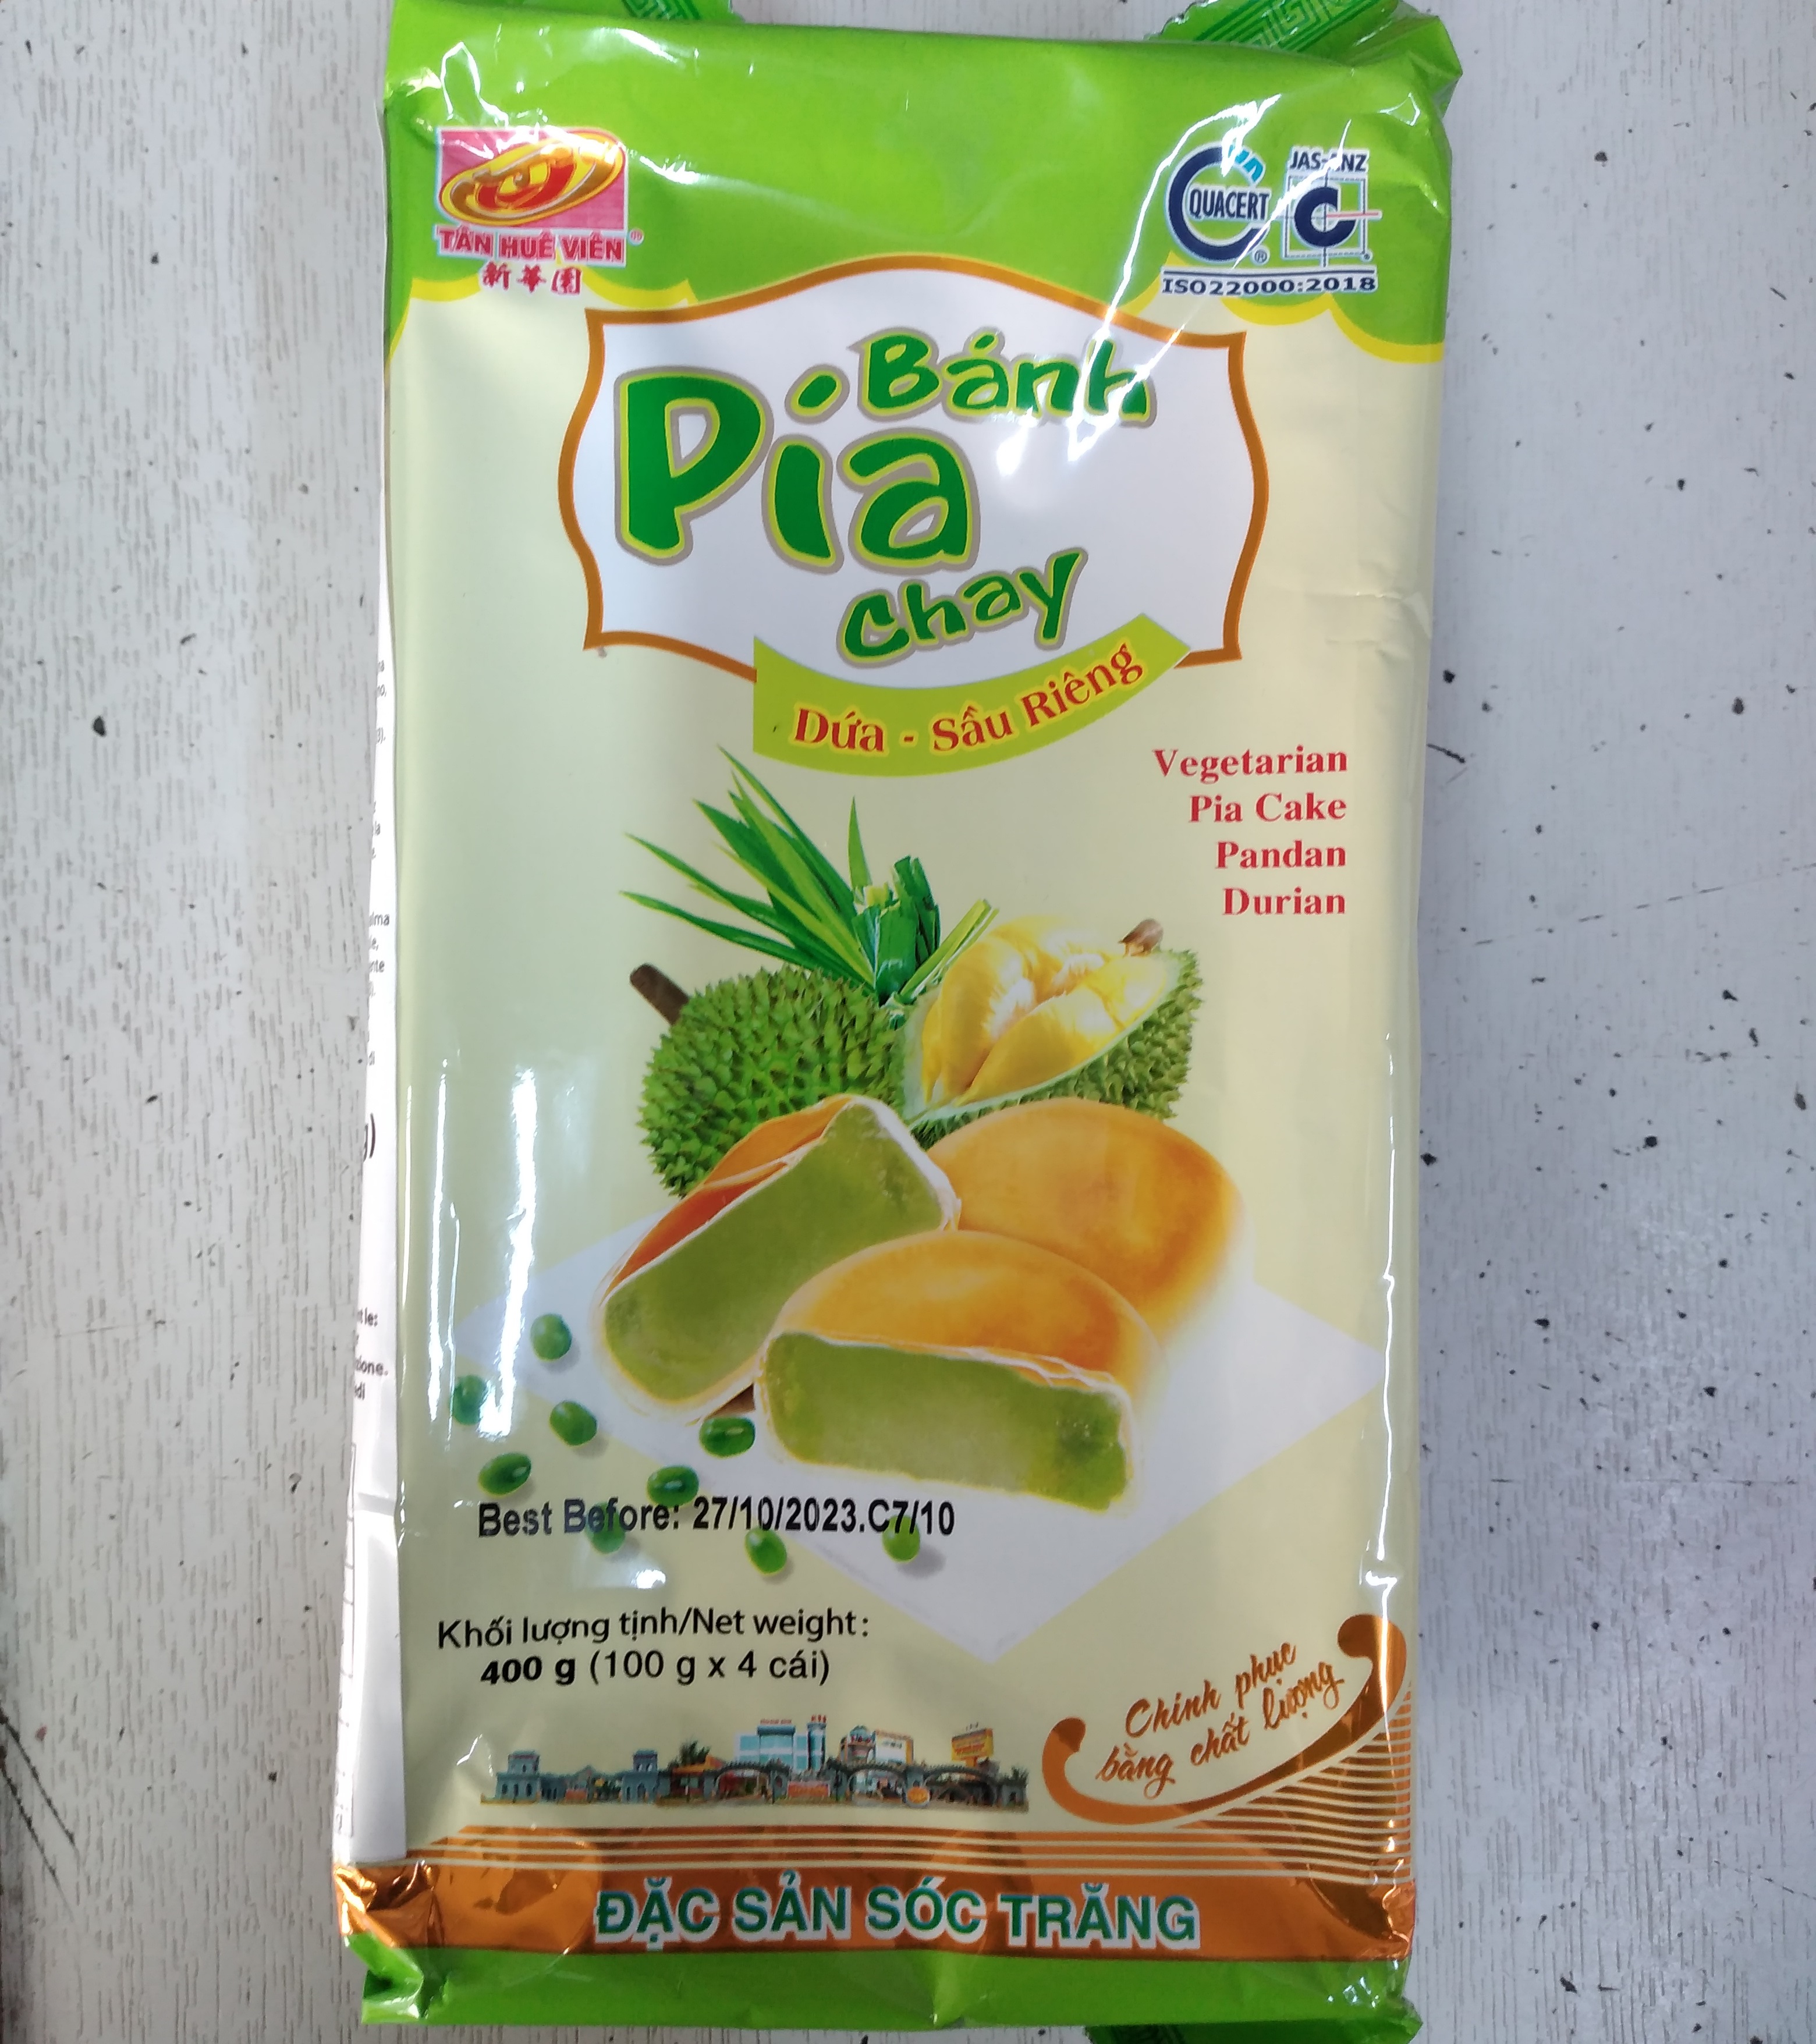 TÂN HUÊ VIÊN®
新華園
QUACERT®
JAS-ANZ
C
ISO22000:2018
Bánh
Pía
chay
Dứa - Sầu Riêng
Vegetarian
Pia Cake
Pandan
Durian
Best Before: 27/10/2023.C7/10
Khối lượng tịnh/Net weight:
400 g (100 g x 4 cái)
Chinh phục
bằng chất lượng
ĐẶC SẢN SÓC TRĂNG